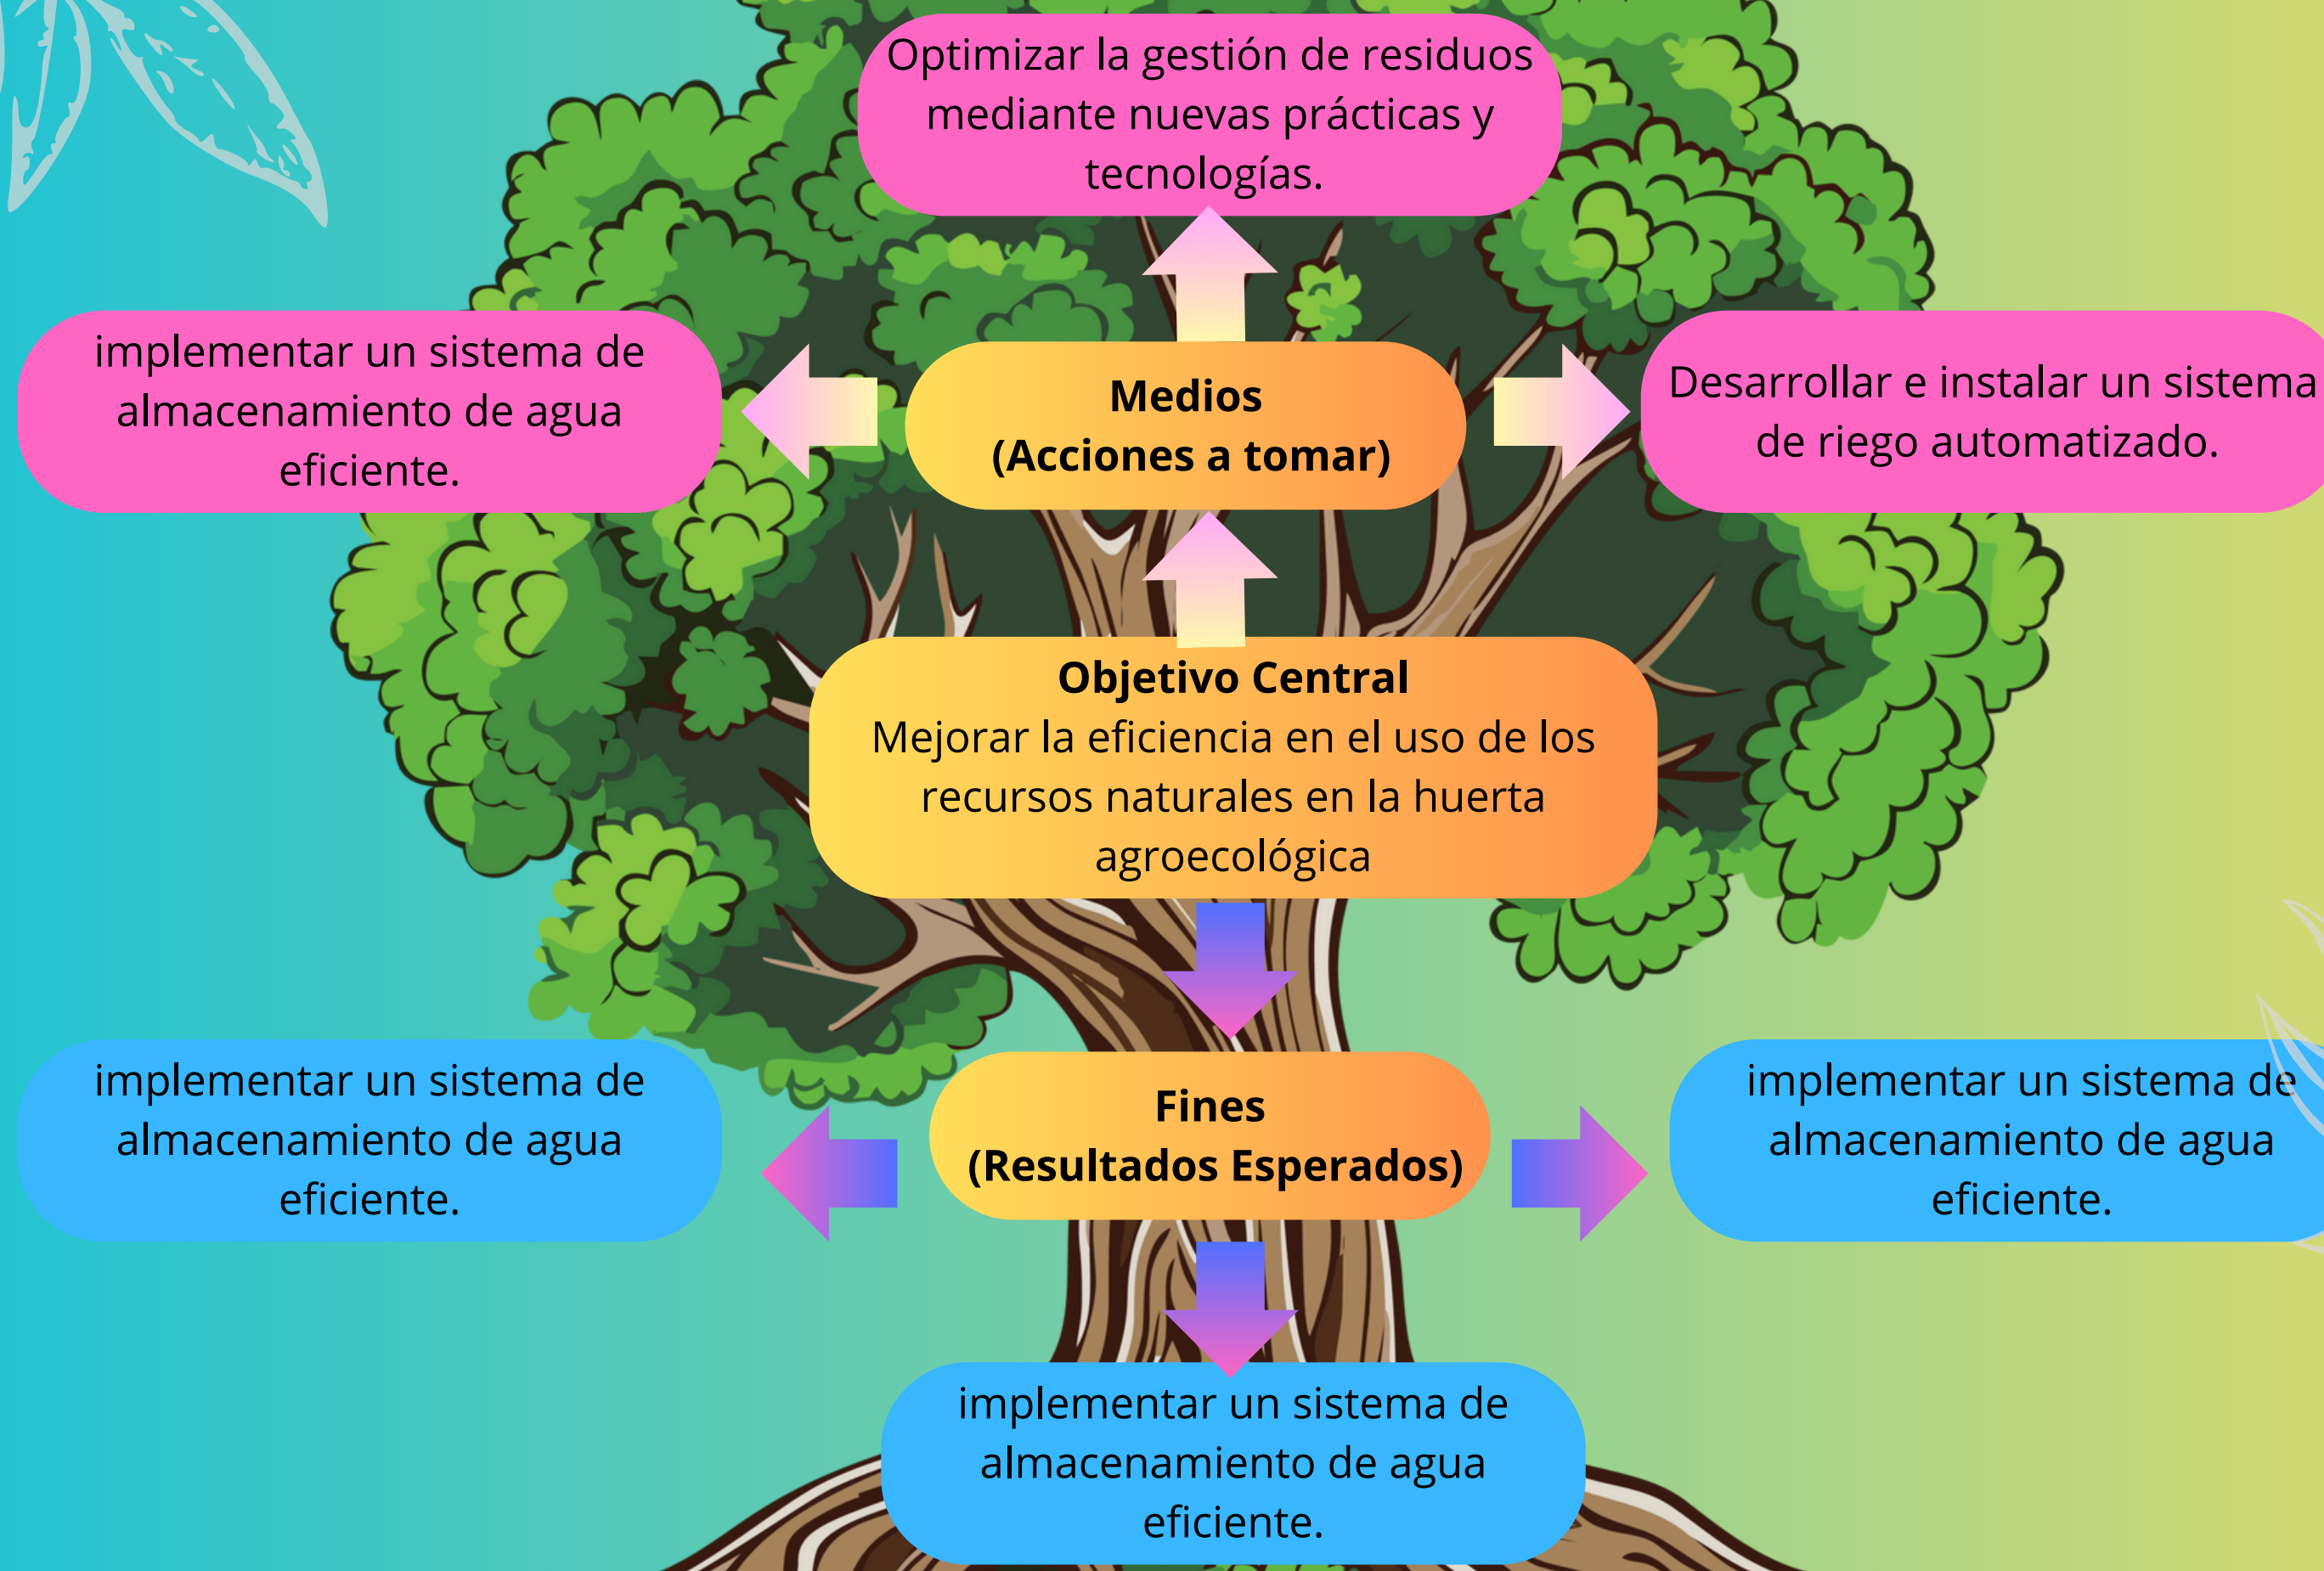 Optimizar la gestión de residuos
mediante nuevas prácticas y
tecnologías.
implementar un sistema de
almacenamiento de agua
eficiente.
Medios
(Acciones a tomar)
Desarrollar e instalar un sistema
de riego automatizado.
Objetivo Central
Mejorar la eficiencia en el uso de los
recursos naturales en la huerta
agroecológica
implementar un sistema de
almacenamiento de agua
eficiente.
Fines
(Resultados Esperados)
implementar un sistema de
almacenamiento de agua
eficiente.
implementar un sistema de
almacenamiento de agua
eficiente.